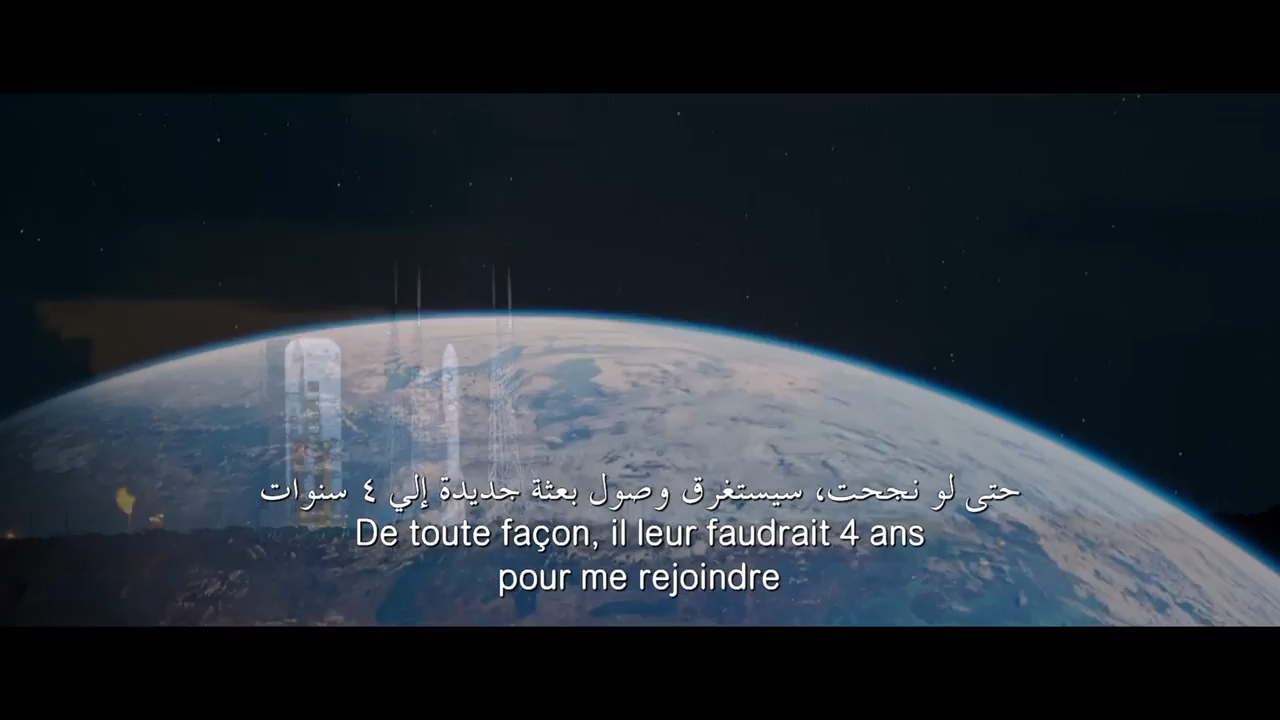 حتى لو نجحت، سيستغرق وصول بعثة جديدة إلي ٤ سنوات
De toute façon, il leur faudrait 4 ans
pour me rejoindre